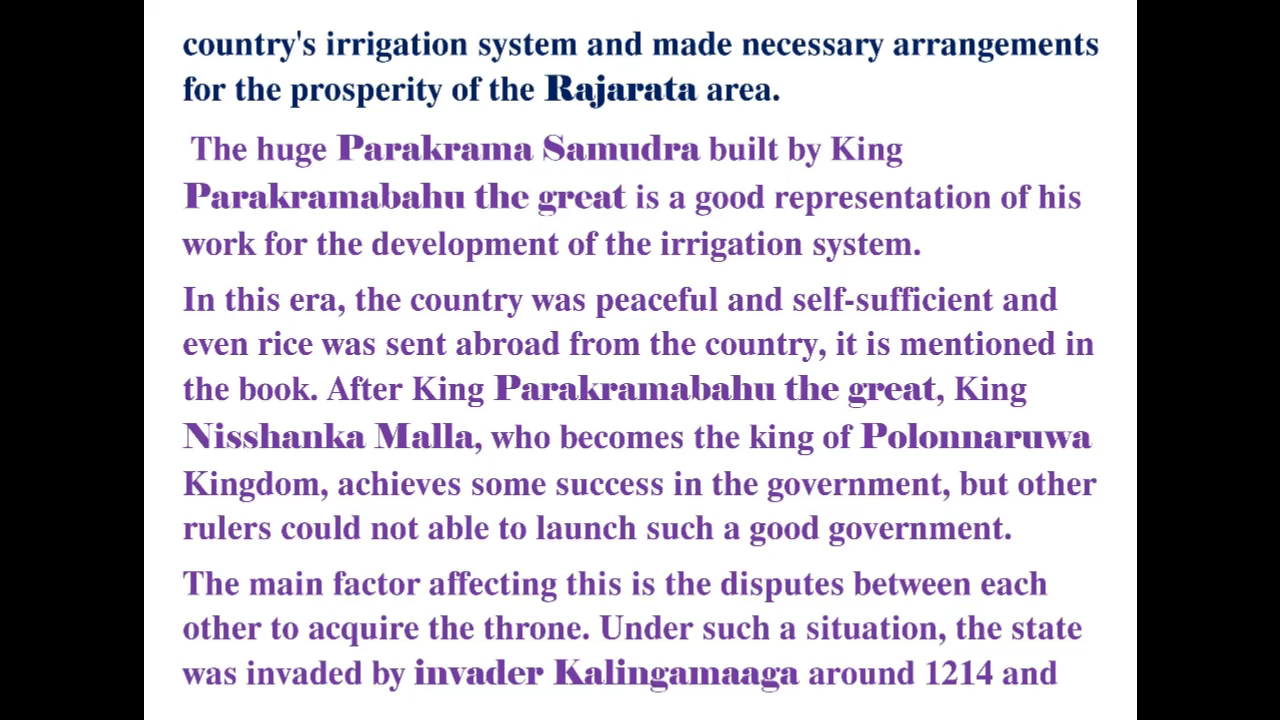 country's irrigation system and made necessary arrangements
for the prosperity of the Rajarata area.
The huge Parakrama Samudra built by King
Parakramabahu the great is a good representation of his
work for the development of the irrigation system.
In this era, the country was peaceful and self-sufficient and
even rice was sent abroad from the country, it is mentioned in
the book. After King Parakramabahu the great, King
Nisshanka Malla, who becomes the king of Polonnaruwa
Kingdom, achieves some success in the government, but other
rulers could not able to launch such a good government.
The main factor affecting this is the disputes between each
other to acquire the throne. Under such a situation, the state
was invaded by invader Kalingamaaga around 1214 and